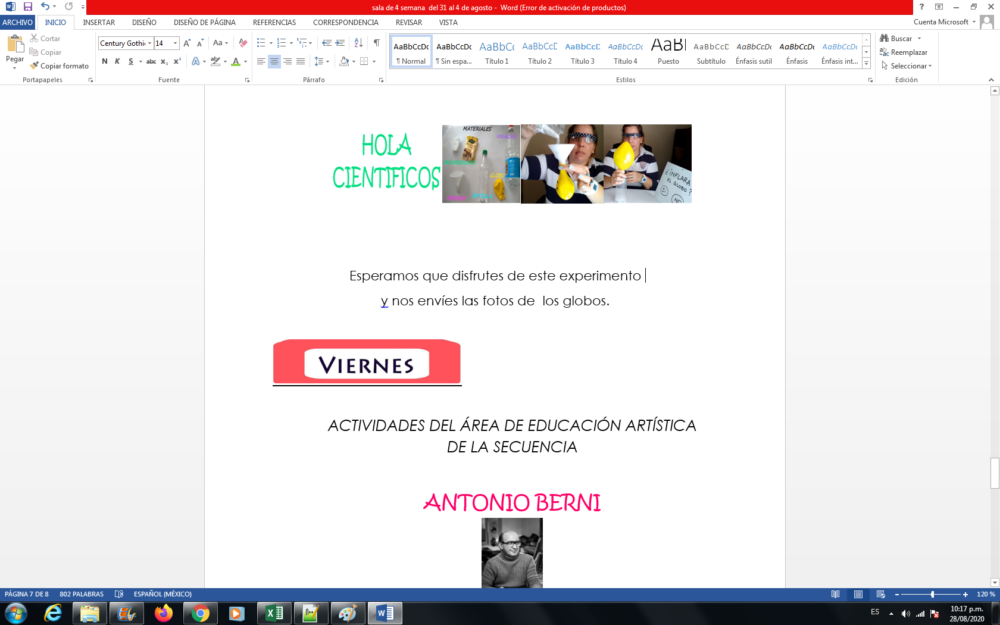 sala de 4 semana  del 31 al 4 de agosto -  Word (Error de activación de productos)
ARCHIVO INICIO INSERTAR DISEÑO DISEÑO DE PÁGINA REFERENCIAS CORRESPONDENCIA REVISAR VISTA
Cuenta Microsoft
Pegar
Cortar
Copiar
Copiar formato
Portapapeles
Century Gothi 14
Aa
N K S abc x₂ x²
Fuente
Párrafo
AaBbCcDc AaBbCcDc AaBbCc AaBbCcD AaBbCcD AaBbCcDc AaBl AaBbCcD AaBbCcDc AaBbCcDc AaBbCcDc
¶ Normal ¶ Sin espa... Título 1 Título 2 Título 3 Título 4 Puesto Subtítulo Énfasis sutil Énfasis Énfasis int...
Estilos
Buscar
Reemplazar
Seleccionar
Edición
HOLA
CIENTIFICOS
MATERIALES
VINAGRE
BICARBONATO
GLOBO
BOTELLA
¿INFLARA
EL GLOBO?
SI
NO
Esperamos que disfrutes de este experimento
y nos envíes las fotos de  los globos.
VIERNES
ACTIVIDADES DEL ÁREA DE EDUCACIÓN ARTÍSTICA
DE LA SECUENCIA
ANTONIO BERNI
PÁGINA 7 DE 8 802 PALABRAS ESPAÑOL (MÉXICO)
120 %
ES
10:17 p.m.
28/08/2020